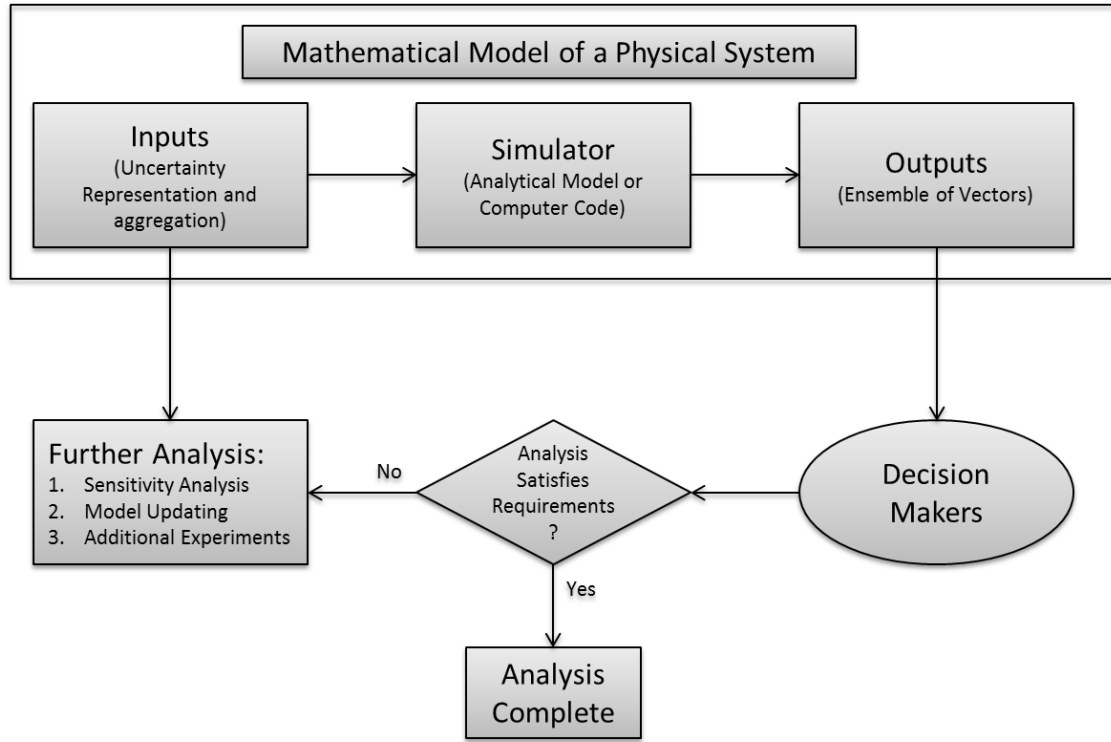 Mathematical Model of a Physical System
Inputs
(Uncertainty
Representation and
aggregation)
Simulator
(Analytical Model or
Computer Code)
Outputs
(Ensemble of Vectors)
Further Analysis:
1. Sensitivity Analysis
2. Model Updating
3. Additional Experiments
No
Analysis
Satisfies
Requirements
?
Decision
Makers
Yes
Analysis
Complete